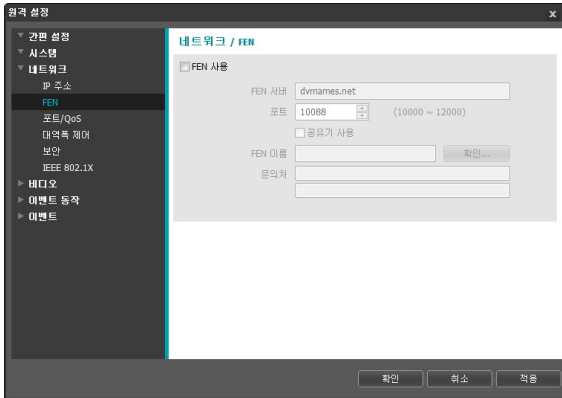 원격 설정 x
간편 설정
시스템
네트워크
IP 주소
FEN
포트/QoS
대역폭 제어
보안
IEEE 802.1X
비디오
이벤트 동작
이벤트
네트워크 / FEN
FEN 사용
FEN 서버 dvrnames.net
포트 10088 (10000 ~ 12000)
공유기 사용
FEN 이름 확인...
문의처
확인 취소 적용